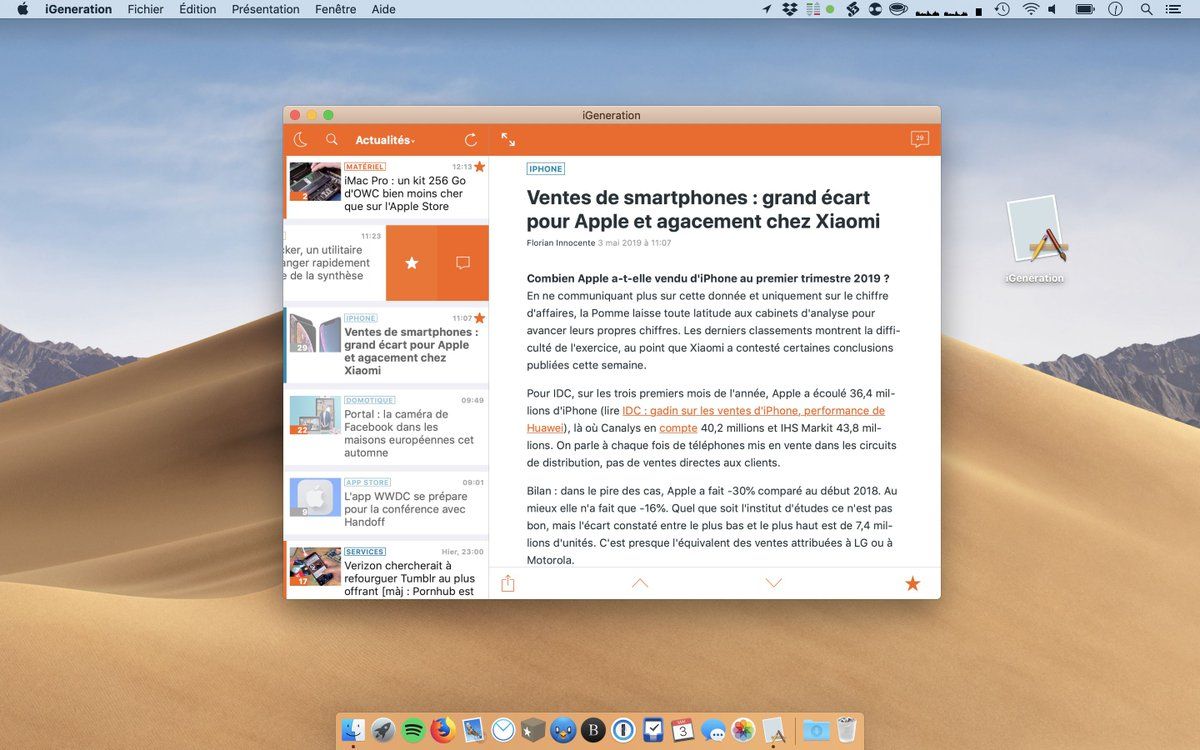 iGeneration Fichier Édition Présentation Fenêtre Aide
iGeneration
Actualités
29
MATÉRIEL 12:13
2
iMac Pro : un kit 256 Go
d'OWC bien moins cher
que sur l'Apple Store
11:23
cker, un utilitaire
anger rapidement
e de la synthèse
IPHONE 11:07
29
Ventes de smartphones :
grand écart pour Apple
et agacement chez
Xiaomi
DOMOTIQUE 09:49
22
Portal : la caméra de
Facebook dans les
maisons européennes cet
automne
APP STORE 09:01
9
L'app WWDC se prépare
pour la conférence avec
Handoff
SERVICES Hier, 23:00
17
Verizon chercherait à
refourguer Tumblr au plus
offrant [màj : Pornhub est
IPHONE
Ventes de smartphones : grand écart
pour Apple et agacement chez Xiaomi
Florian Innocente 3 mai 2019 à 11:07
Combien Apple a-t-elle vendu d'iPhone au premier trimestre 2019 ?
En ne communiquant plus sur cette donnée et uniquement sur le chiffre
d'affaires, la Pomme laisse toute latitude aux cabinets d'analyse pour
avancer leurs propres chiffres. Les derniers classements montrent la diffi-
culté de l'exercice, au point que Xiaomi a contesté certaines conclusions
publiées cette semaine.
Pour IDC, sur les trois premiers mois de l'année, Apple a écoulé 36,4 mil-
lions d'iPhone (lire IDC : gadin sur les ventes d'iPhone, performance de
Huawei), là où Canalys en compte 40,2 millions et IHS Markit 43,8 mil-
lions. On parle à chaque fois de téléphones mis en vente dans les circuits
de distribution, pas de ventes directes aux clients.
Bilan : dans le pire des cas, Apple a fait -30% comparé au début 2018. Au
mieux elle n'a fait que -16%. Quel que soit l'institut d'études ce n'est pas
bon, mais l'écart constaté entre le plus bas et le plus haut est de 7,4 mil-
lions d'unités. C'est presque l'équivalent des ventes attribuées à LG ou à
Motorola.
iGeneration
B
3